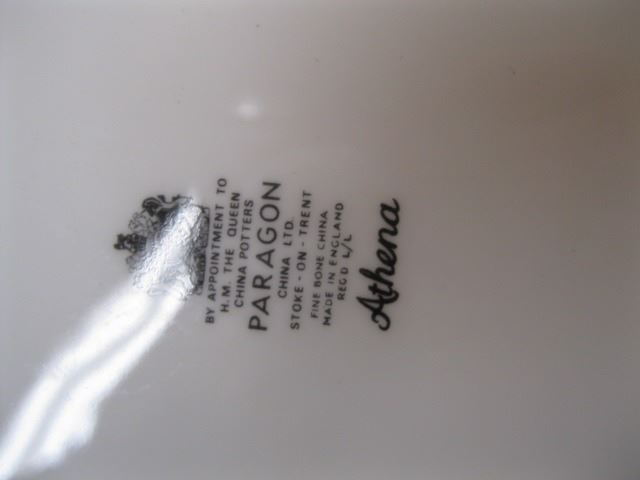 BY APPOINTMENT TO
H.M. THE QUEEN
CHINA POTTERS
PARAGON
CHINA LTD.
STOKE-ON-TRENT
FINE BONE CHINA
MADE IN ENGLAND
REG'D L/L
Athena